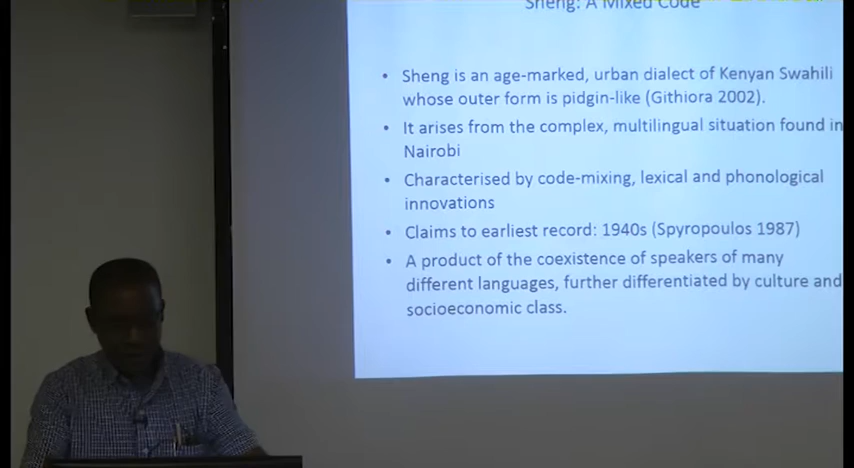 Sheng: A Mixed Code
• Sheng is an age-marked, urban dialect of Kenyan Swahili
whose outer form is pidgin-like (Githiora 2002).
• It arises from the complex, multilingual situation found in
Nairobi
• Characterised by code-mixing, lexical and phonological
innovations
• Claims to earliest record: 1940s (Spyropoulos 1987)
• A product of the coexistence of speakers of many
different languages, further differentiated by culture and
socioeconomic class.